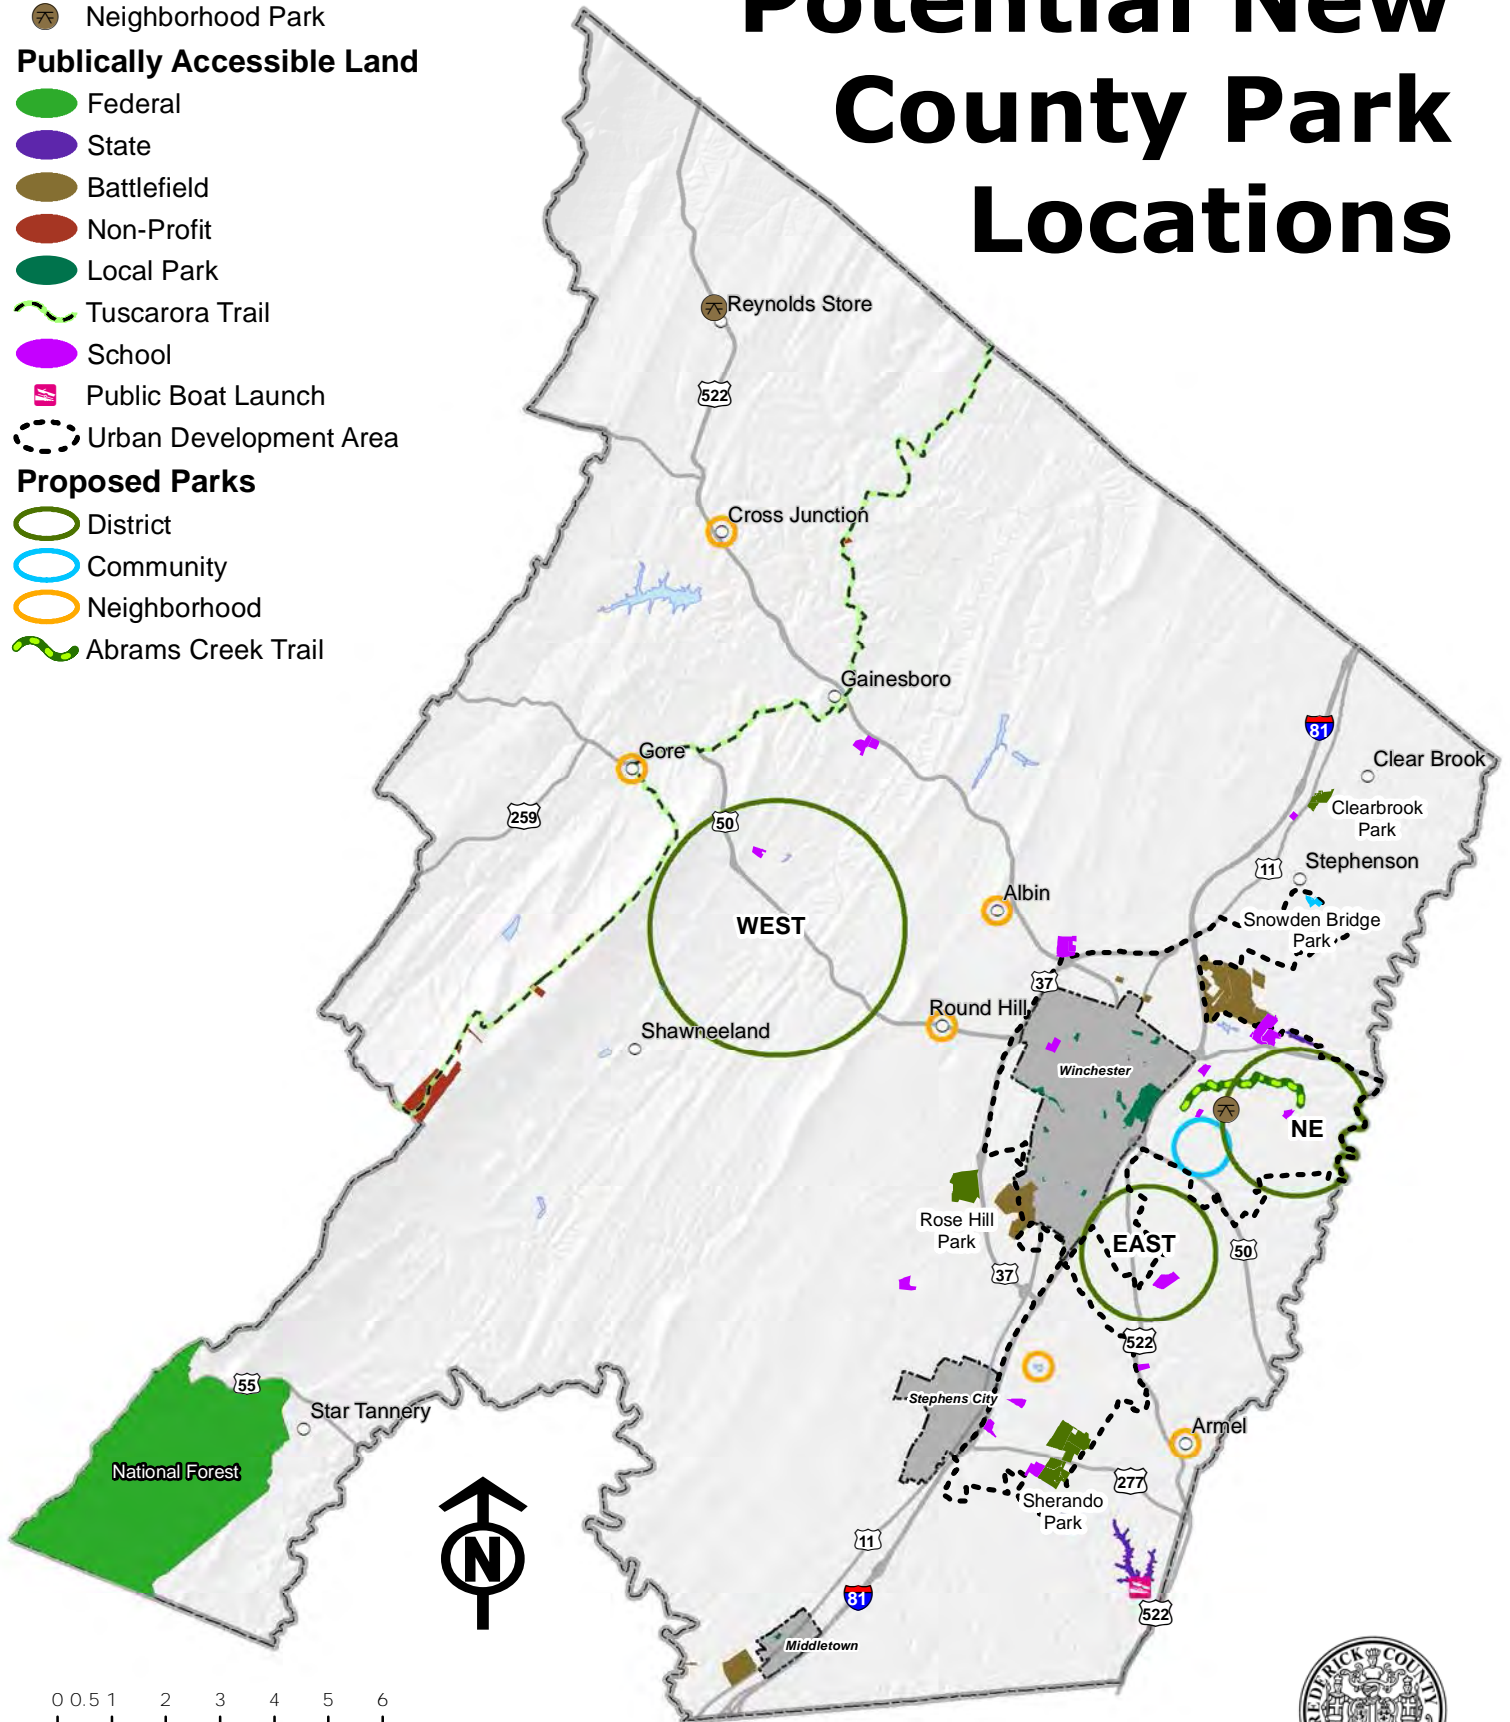 Potential New
County Park
Locations
Neighborhood Park
Publically Accessible Land
Federal
State
Battlefield
Non-Profit
Local Park
Tuscarora Trail
School
Public Boat Launch
Urban Development Area
Proposed Parks
District
Community
Neighborhood
Abrams Creek Trail
Reynolds Store
522
Cross Junction
Gainesboro
81
Gore
Clear Brook
259
50
Clearbrook
Park
11
Stephenson
Albin
WEST
Snowden Bridge
Park
37
Round Hill
Shawneeland
Winchester
NE
Rose Hill
Park
EAST
50
37
522
55
Stephens City
Star Tannery
Armel
National Forest
277
Sherando
Park
N
11
81
522
Middletown
0 0.5 1 2 3 4 5 6
FREDERICK COUNTY